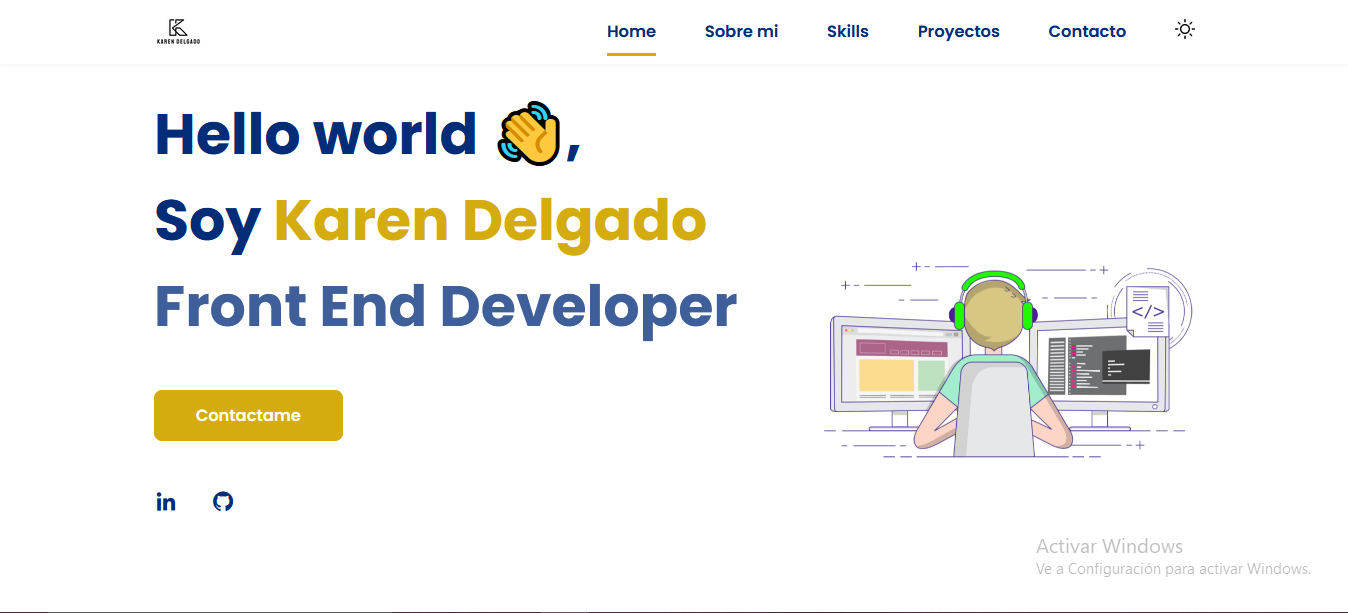 KAREN DELGADO
Home Sobre mi Skills Proyectos Contacto
Hello world 👋,
Soy Karen Delgado
Front End Developer
</>
Contactame
in
Activar Windows
Ve a Configuración para activar Windows.